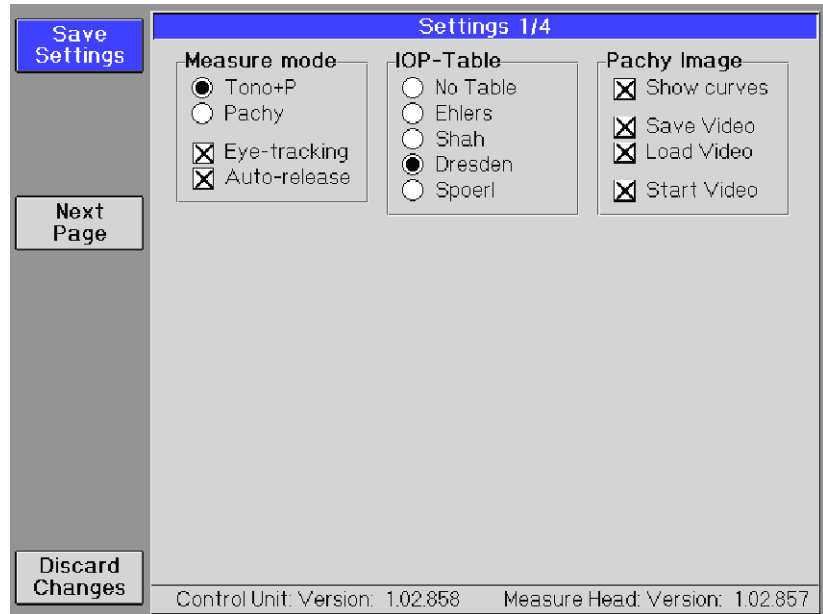 Save
Settings
Next
Page
Discard
Changes
Settings 1/4
Measure mode
Tono+P
Pachy
Eye-tracking
Auto-release
IOP-Table
No Table
Ehlers
Shah
Dresden
Spoerl
Pachy Image
Show curves
Save Video
Load Video
Start Video
Control Unit: Version: 1.02.858
Measure Head: Version: 1.02.857